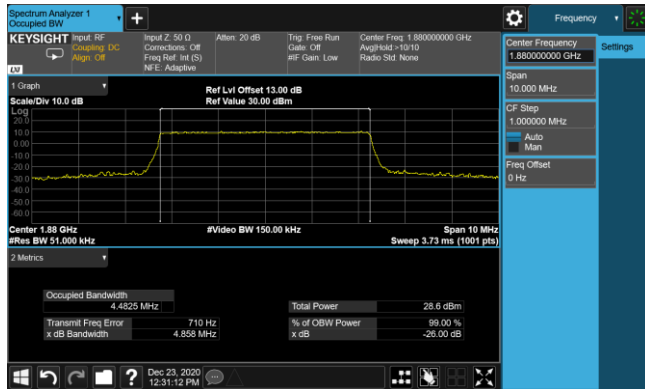 Spectrum Analyzer 1
Occupied BW
+
Frequency
KEYSIGHT
Input: RF
Coupling: DC
Align: Off
Input Z: 50 Ω
Corrections: Off
Freq Ref: Int (S)
NFE: Adaptive
Atten: 20 dB
Trig: Free Run
Gate: Off
#IF Gain: Low
Center Freq: 1.880000000 GHz
Avg|Hold >10/10
Radio Std: None
LXI
Center Frequency
1.880000000 GHz
Settings
Span
10.000 MHz
CF Step
1.000000 MHz
Auto
Man
Freq Offset
0 Hz
1 Graph
Scale/Div 10.0 dB
Ref Lvl Offset 13.00 dB
Ref Value 30.00 dBm
Log
20.0
10.0
0.00
-10.0
-20.0
-30.0
-40.0
-50.0
-60.0
Center 1.88 GHz
#Res BW 51.000 kHz
#Video BW 150.00 kHz
Span 10 MHz
Sweep 3.73 ms (1001 pts)
2 Metrics
Occupied Bandwidth
4.4825 MHz
Total Power 28.6 dBm
Transmit Freq Error 710 Hz
% of OBW Power 99.00 %
x dB Bandwidth 4.858 MHz
x dB -26.00 dB
?
Dec 23, 2020
12:31:12 PM